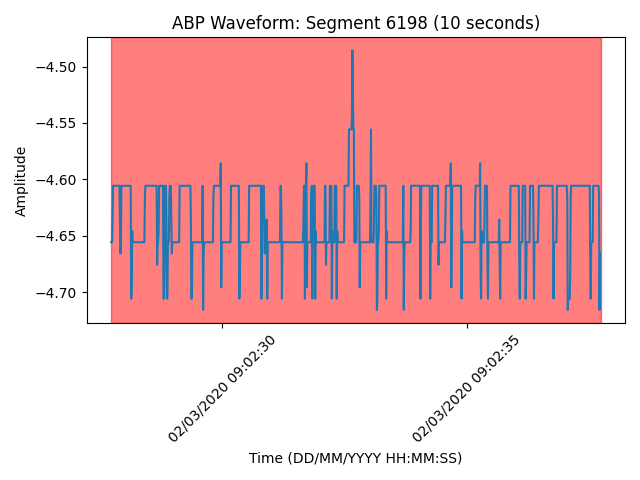 ABP Waveform: Segment 6198 (10 seconds)
Amplitude
−4.50
−4.55
−4.60
−4.65
−4.70
02/03/2020 09:02:30
02/03/2020 09:02:35
Time (DD/MM/YYYY HH:MM:SS)